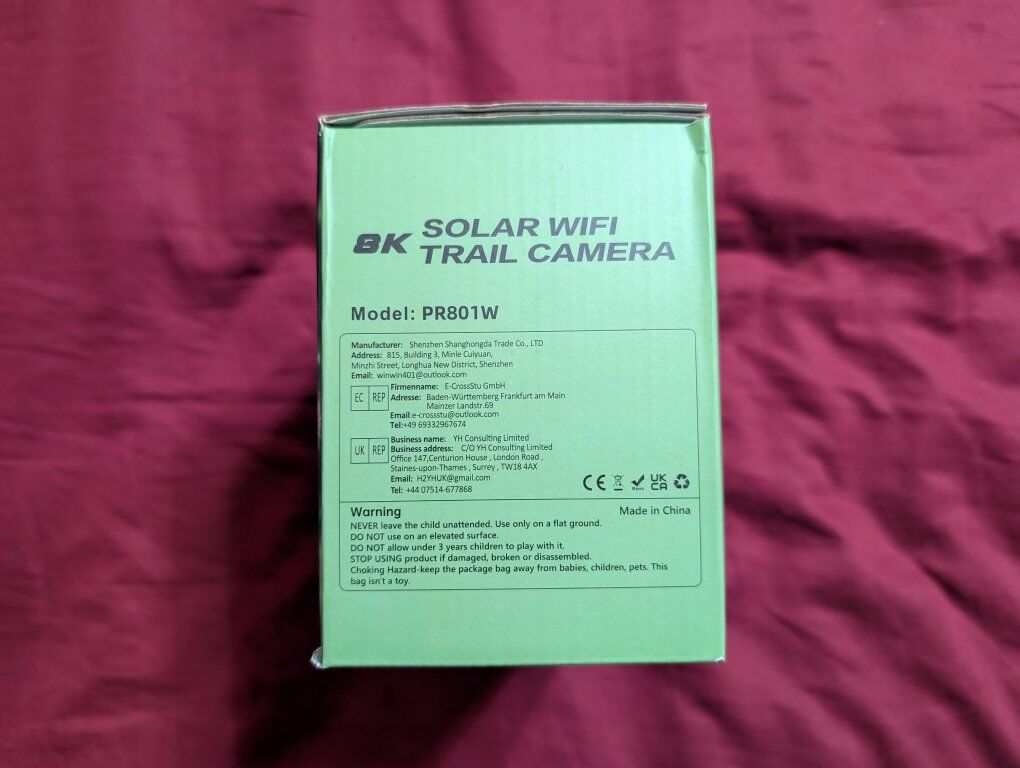 8K SOLAR WIFI
TRAIL CAMERA
Model: PR801W
Manufacturer: Shenzhen Shanghongda Trade Co., LTD
Address: 815, Building 3, Minle Cuiyuan,
Minzhi Street, Longhua New District, Shenzhen
Email: winwin401@outlook.com
EC REP
Firmenname: E-CrossStu GmbH
Adresse: Baden-Württemberg Frankfurt am Main
Mainzer Landstr.69
Email:e-crossstu@outlook.com
Tel:+49 69332967674
UK REP
Business name: YH Consulting Limited
Business address: C/O YH Consulting Limited
Office 147,Centurion House , London Road ,
Staines-upon-Thames , Surrey , TW18 4AX
Email: H2YHUK@gmail.com
Tel: +44 07514-677868
CE RoHS UK CA
Warning
Made in China
NEVER leave the child unattended. Use only on a flat ground.
DO NOT use on an elevated surface.
DO NOT allow under 3 years children to play with it.
STOP USING product if damaged, broken or disassembled.
Choking Hazard-keep the package bag away from babies, children, pets. This
bag isn't a toy.